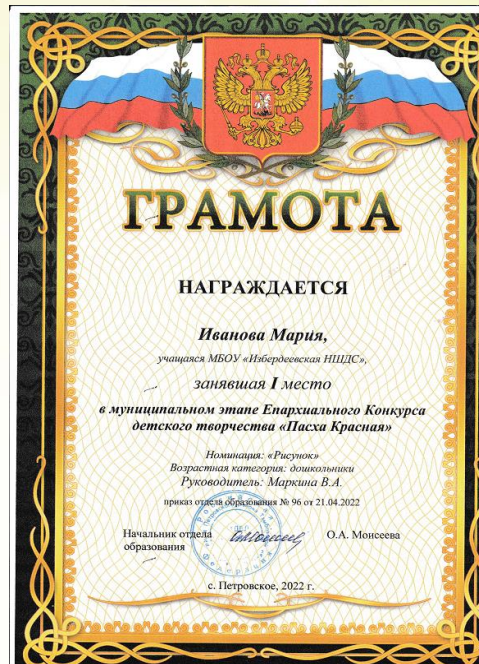 ГРАМОТА
НАГРАЖДАЕТСЯ
Иванова Мария,
учащаяся МБОУ «Избердеевская НШДС»,
занявшая I место
в муниципальном этапе Епархиального Конкурса
детского творчества «Пасха Красная»
Номинация: «Рисунок»
Возрастная категория: дошкольники
Руководитель: Маркина В.А.
приказ отдела образования № 96 от 21.04.2022
Начальник отдела О.А. Моисеева
образования
с. Петровское, 2022 г.